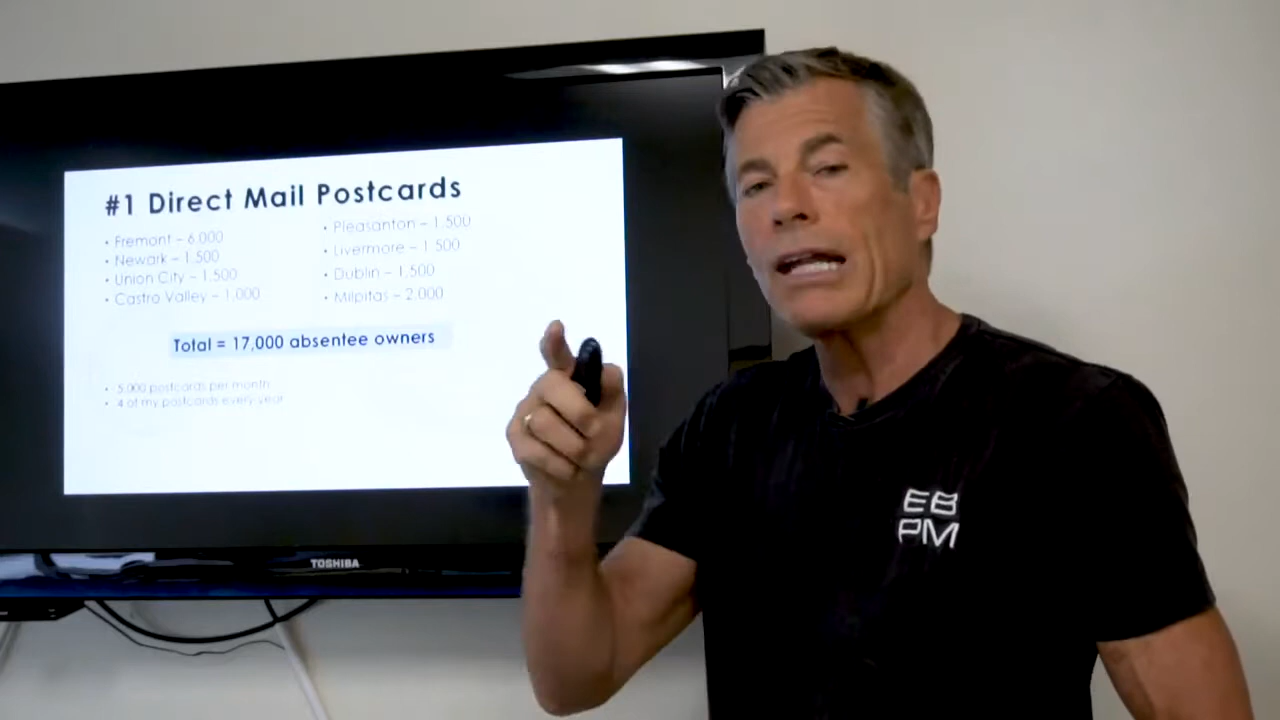 #1 Direct Mail Postcards
• Fremont – 6,000
• Newark – 1,500
• Union City – 1,500
• Castro Valley – 1,000
• Pleasanton – 1,500
• Livermore – 1,500
• Dublin – 1,500
• Milpitas – 2,000
Total = 17,000 absentee owners
• 5,000 postcards per month
• 4 of my postcards every year
TOSHIBA
EB
PM